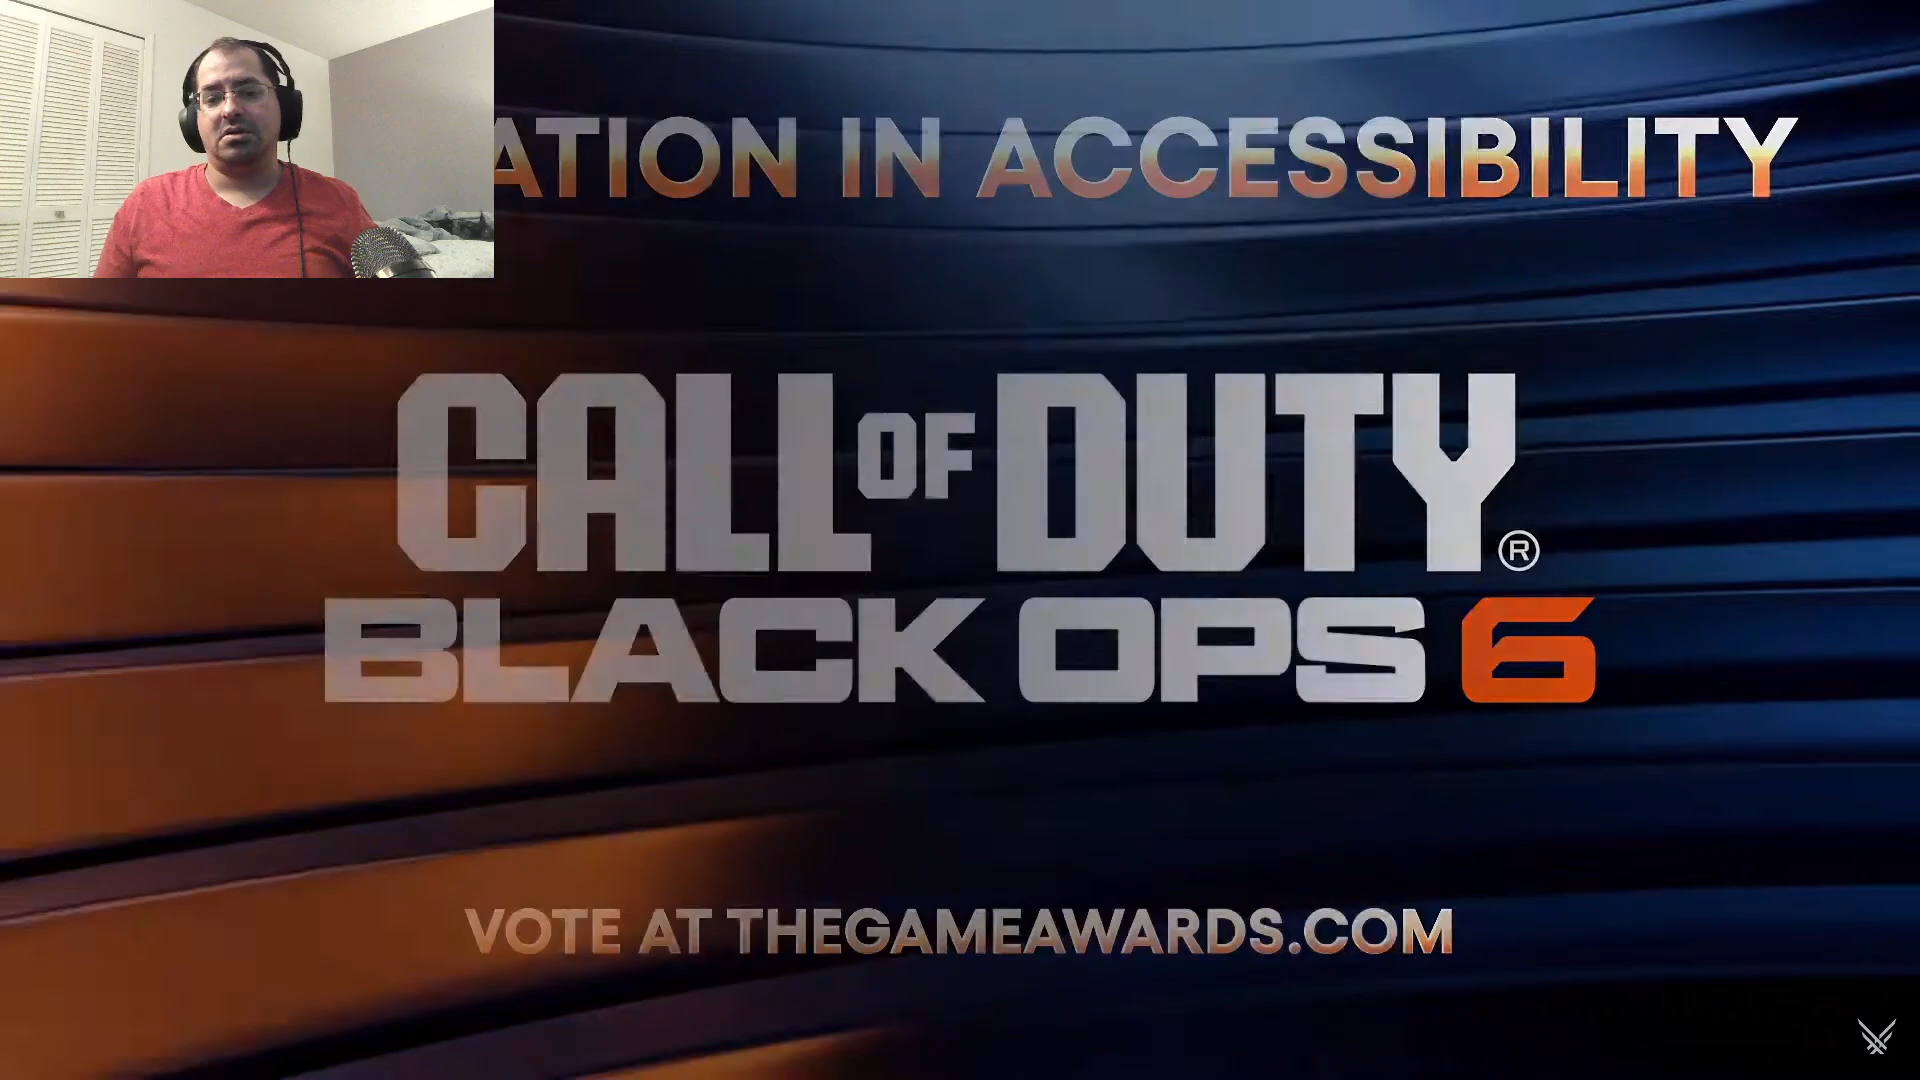 ATION IN ACCESSIBILITY
CALL OF DUTY®
BLACK OPS 6
VOTE AT THEGAMEAWARDS.COM